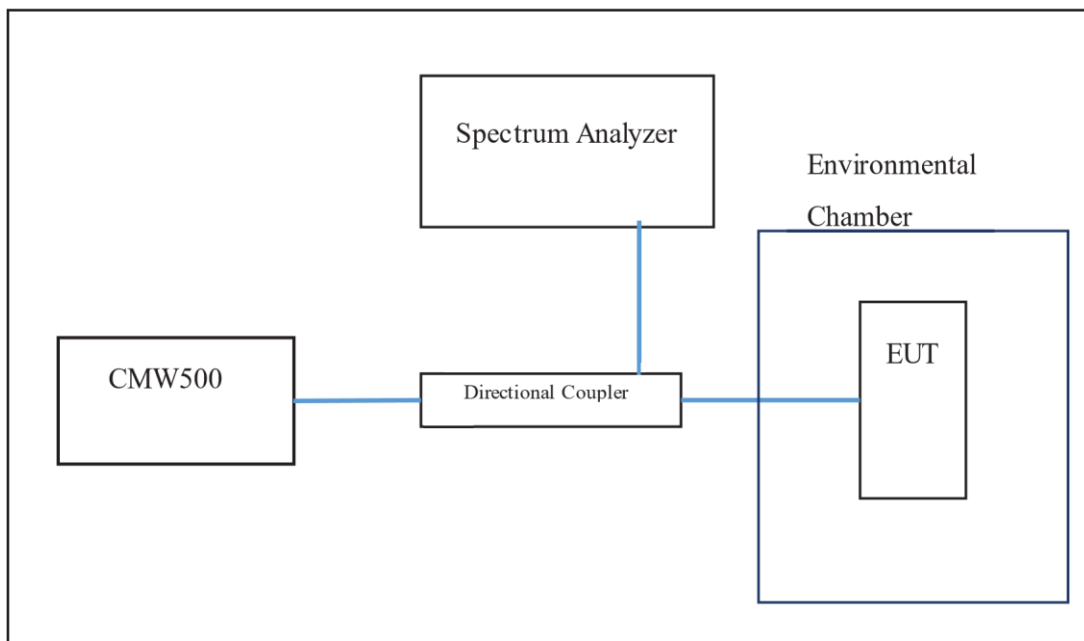 Spectrum Analyzer
Environmental
Chamber
CMW500
Directional Coupler
EUT